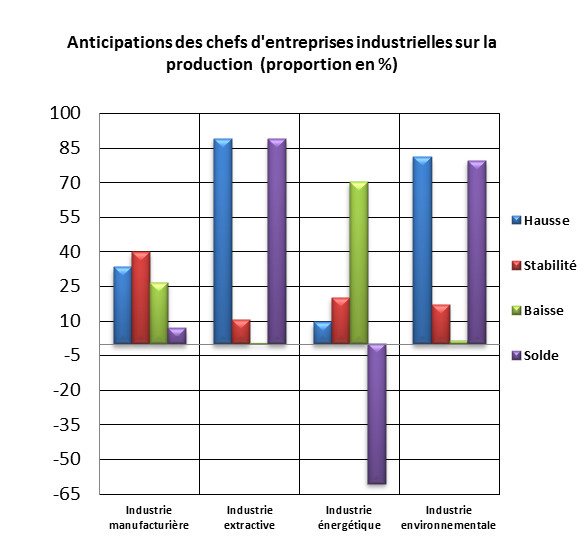 Anticipations des chefs d'entreprises industrielles sur la
production (proportion en %)
100
85
70
55
40
25
10
-5
-20
-35
-50
-65
Hausse
Stabilité
Baisse
Solde
Industrie
manufacturière
Industrie
extractive
Industrie
énergétique
Industrie
environnementale